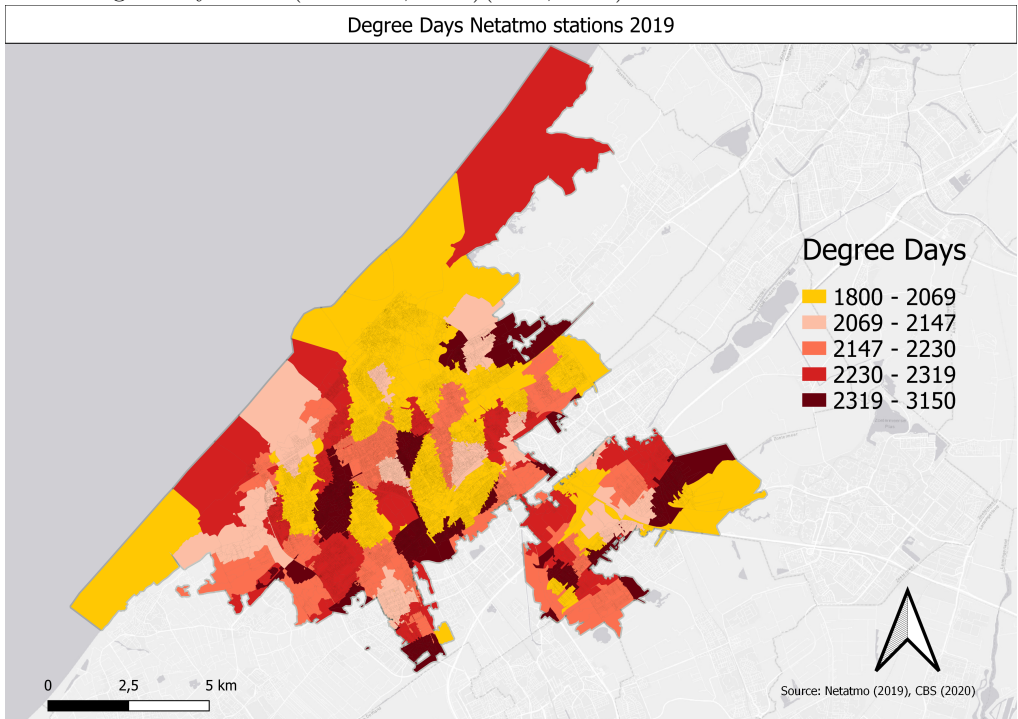 Degree Days Netatmo stations 2019
Degree Days
1800 - 2069
2069 - 2147
2147 - 2230
2230 - 2319
2319 - 3150
0 2,5 5 km
Source: Netatmo (2019), CBS (2020)